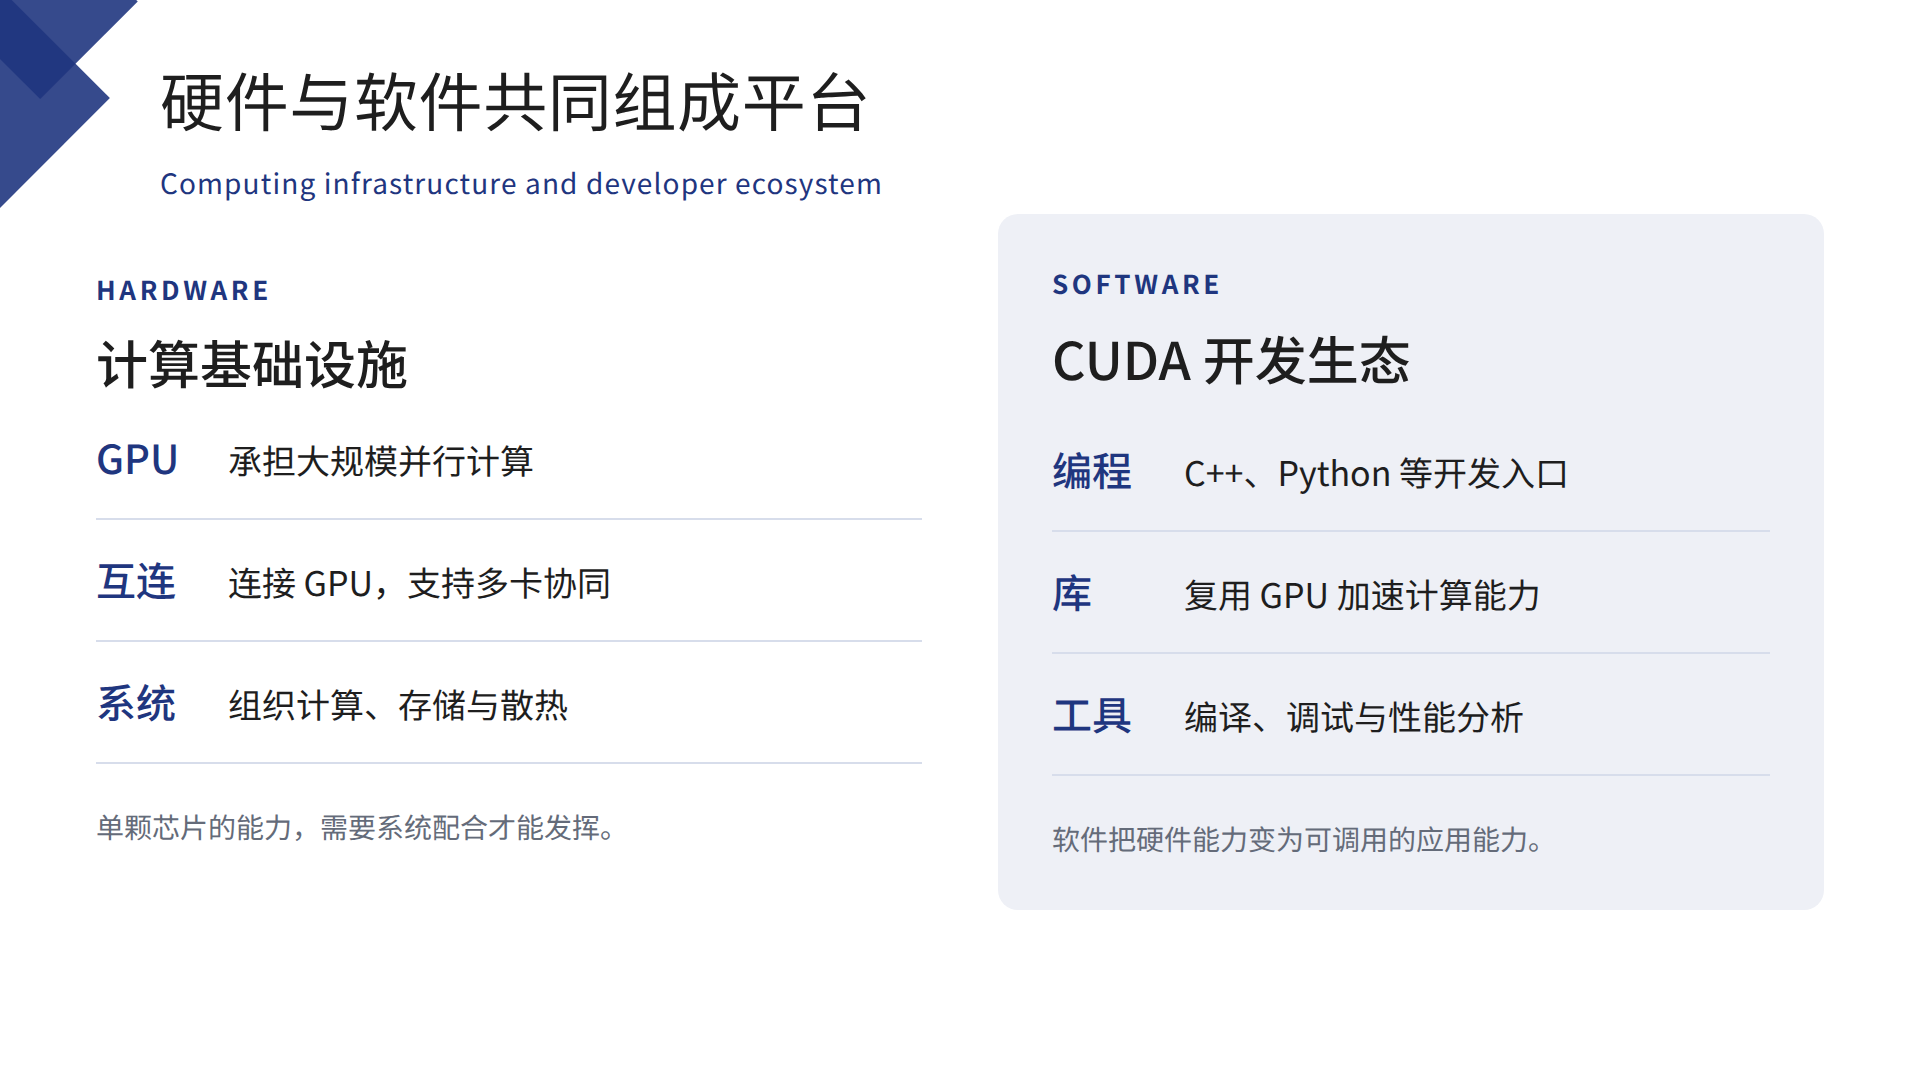 硬件与软件共同组成平台
Computing infrastructure and developer ecosystem
HARDWARE
计算基础设施
GPU 承担大规模并行计算
互连 连接 GPU，支持多卡协同
系统 组织计算、存储与散热
单颗芯片的能力，需要系统配合才能发挥。
SOFTWARE
CUDA 开发生态
编程 C++、Python 等开发入口
库 复用 GPU 加速计算能力
工具 编译、调试与性能分析
软件把硬件能力变为可调用的应用能力。